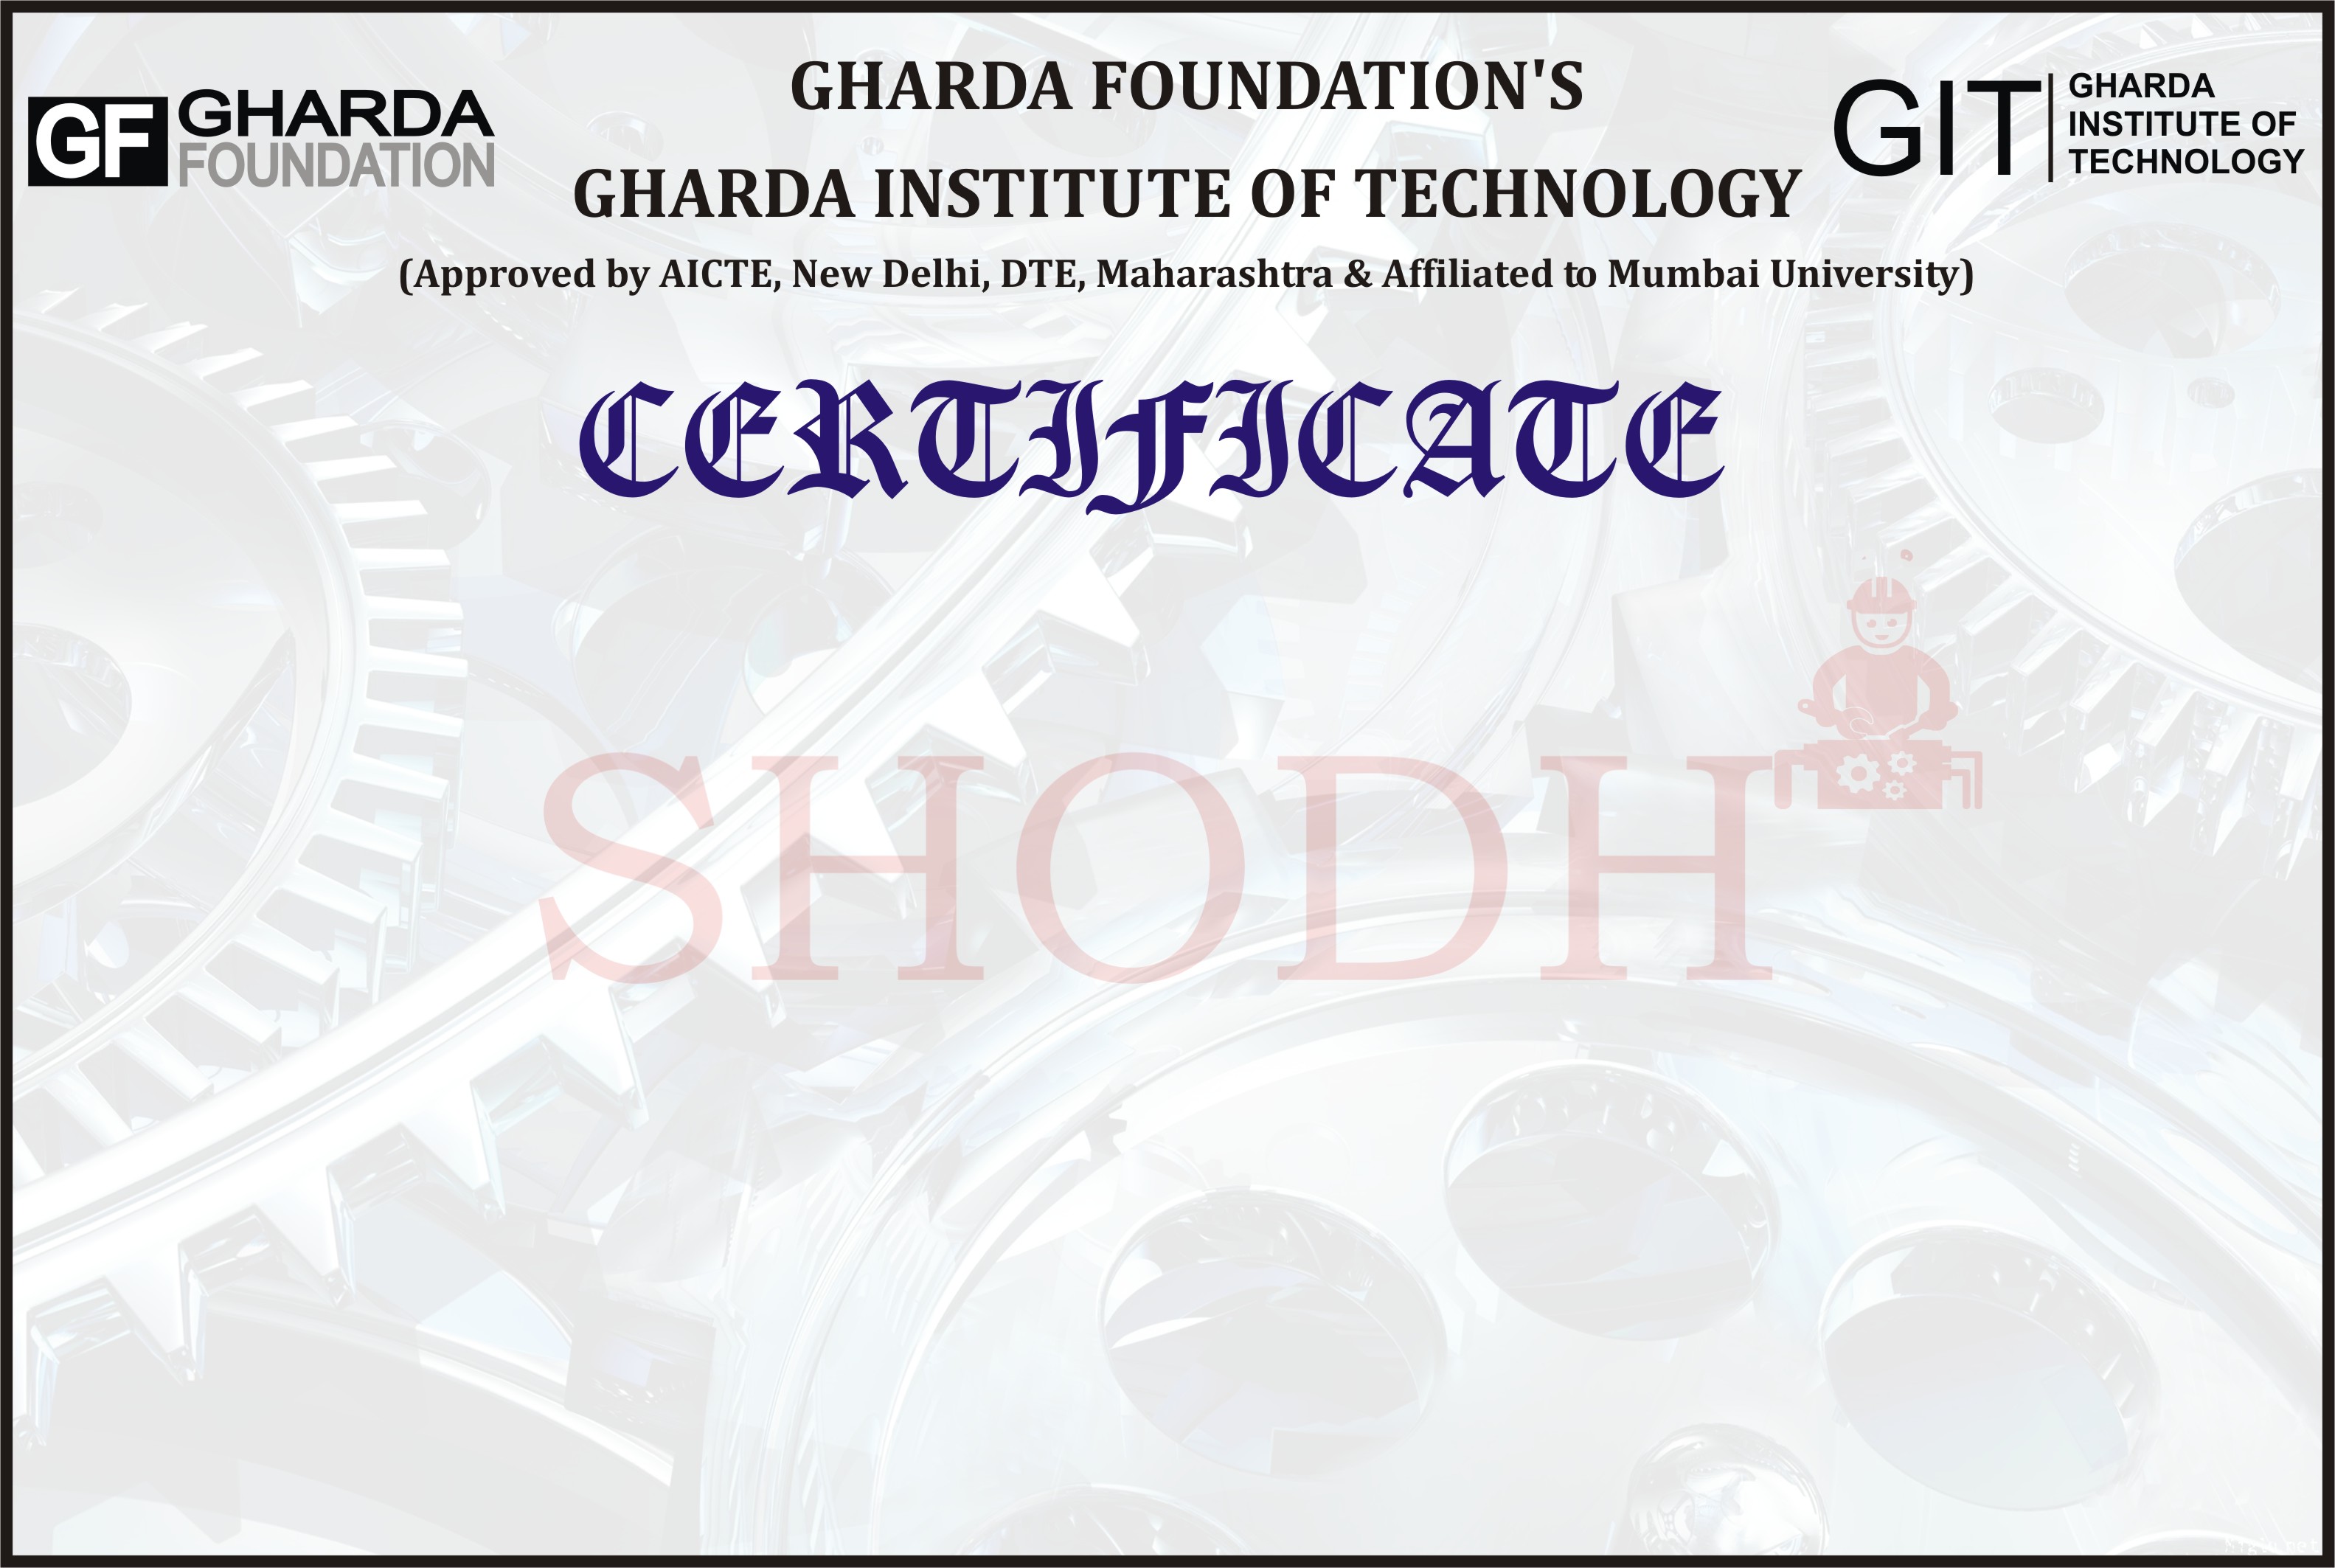 GF GHARDA
FOUNDATION
GHARDA FOUNDATION'S
GHARDA INSTITUTE OF TECHNOLOGY
(Approved by AICTE, New Delhi, DTE, Maharashtra & Affiliated to Mumbai University)
GIT
GHARDA
INSTITUTE OF
TECHNOLOGY
CERTIFICATE
SHODH